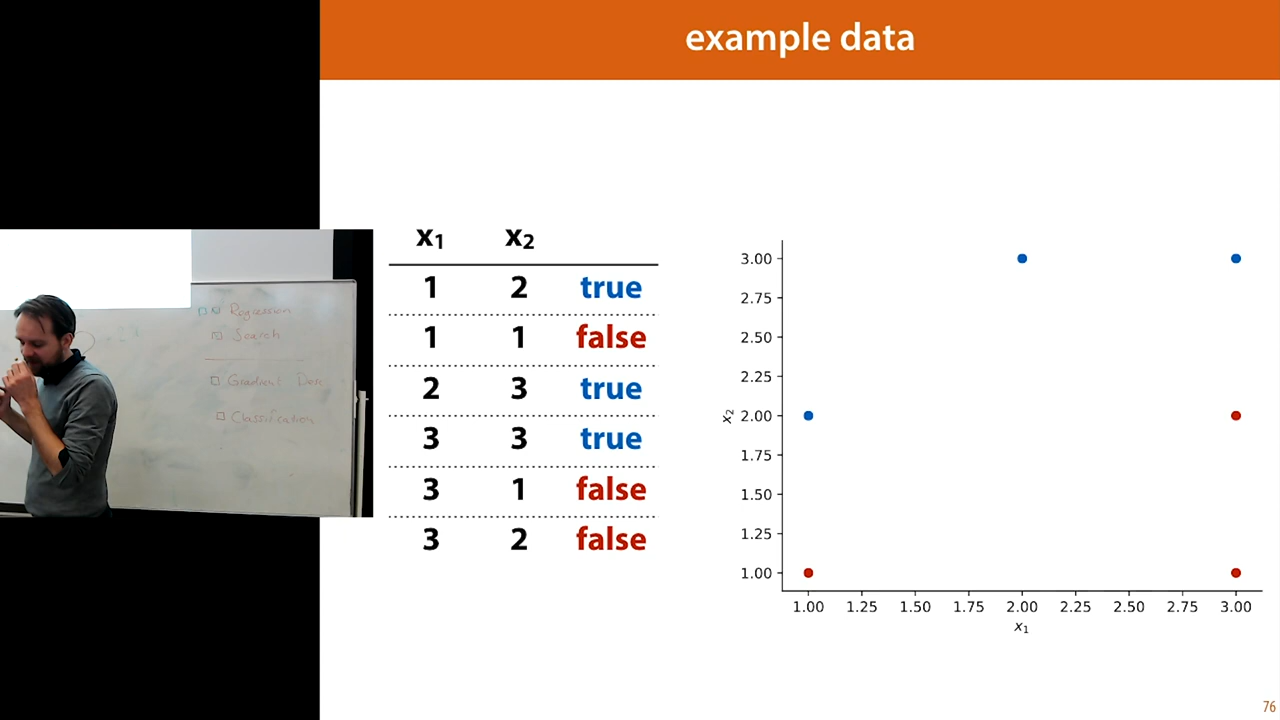 example data
x₁ x₂
1 2 true
1 1 false
2 3 true
3 3 true
3 1 false
3 2 false
Regression
Search
Gradient
Classification
3.00
2.75
2.50
2.25
x₂ 2.00
1.75
1.50
1.25
1.00
1.00 1.25 1.50 1.75 2.00 2.25 2.50 2.75 3.00
x₁
76